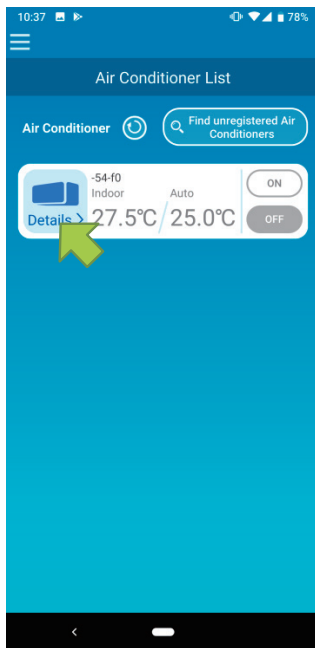 10:37 78%
Air Conditioner List
Air Conditioner
Find unregistered Air
Conditioners
-54-f0
Indoor Auto
ON
Details > 27.5℃ 25.0℃
OFF